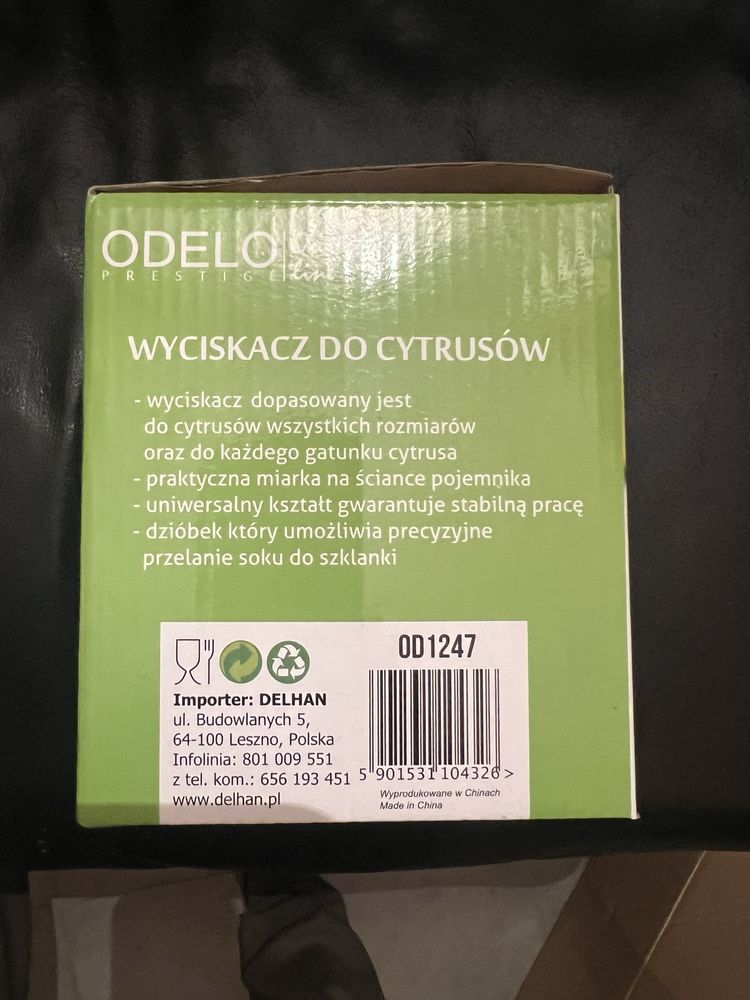 ODELO
PRESTIGE line
WYCISKACZ DO CYTRUSÓW
- wyciskacz dopasowany jest
do cytrusów wszystkich rozmiarów
oraz do każdego gatunku cytrusa
- praktyczna miarka na ściance pojemnika
- uniwersalny kształt gwarantuje stabilną pracę
- dzióbek który umożliwia precyzyjne
przelanie soku do szklanki
OD1247
Importer: DELHAN
ul. Budowlanych 5,
64-100 Leszno, Polska
Infolinia: 801 009 551
z tel. kom.: 656 193 451
www.delhan.pl
5 901531 104326 >
Wyprodukowane w Chinach
Made in China